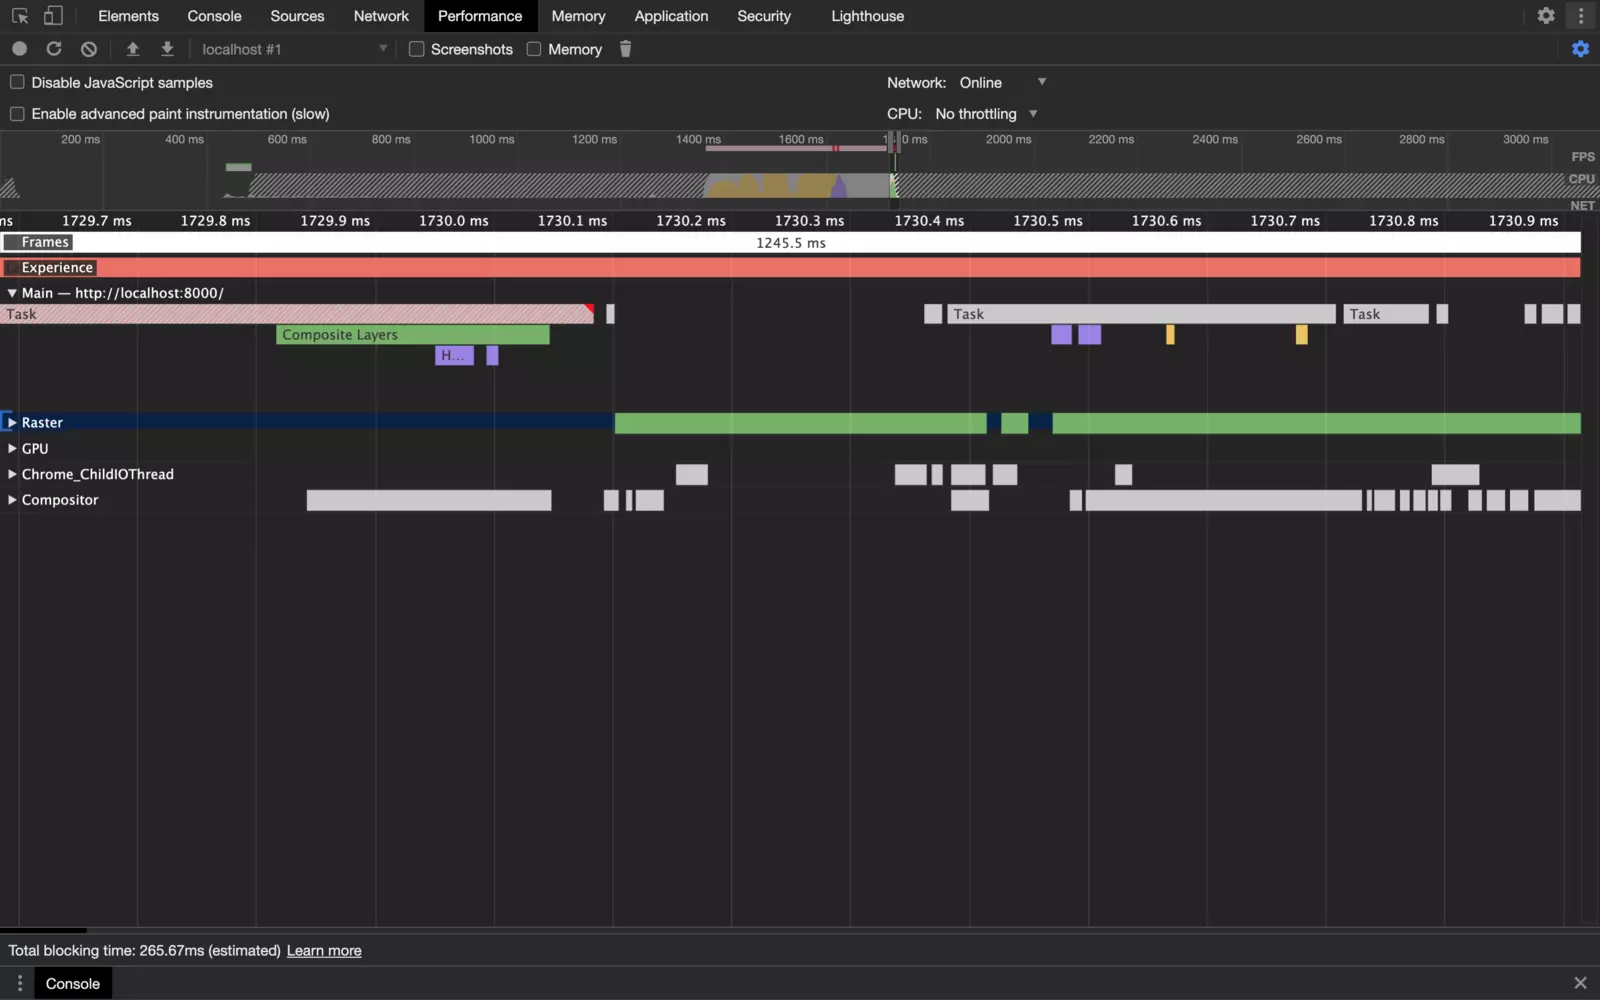 Elements Console Sources Network Performance Memory Application Security Lighthouse
localhost #1 Screenshots Memory
Disable JavaScript samples Network: Online
Enable advanced paint instrumentation (slow) CPU: No throttling
200 ms 400 ms 600 ms 800 ms 1000 ms 1200 ms 1400 ms 1600 ms 0 ms 2000 ms 2200 ms 2400 ms 2600 ms 2800 ms 3000 ms
FPS
CPU
NET
ms 1729.7 ms 1729.8 ms 1729.9 ms 1730.0 ms 1730.1 ms 1730.2 ms 1730.3 ms 1730.4 ms 1730.5 ms 1730.6 ms 1730.7 ms 1730.8 ms 1730.9 ms
Frames 1245.5 ms
Experience
Main — http://localhost:8000/
Task Task Task
Composite Layers
H...
Raster
GPU
Chrome_ChildIOThread
Compositor
Total blocking time: 265.67ms (estimated) Learn more
Console